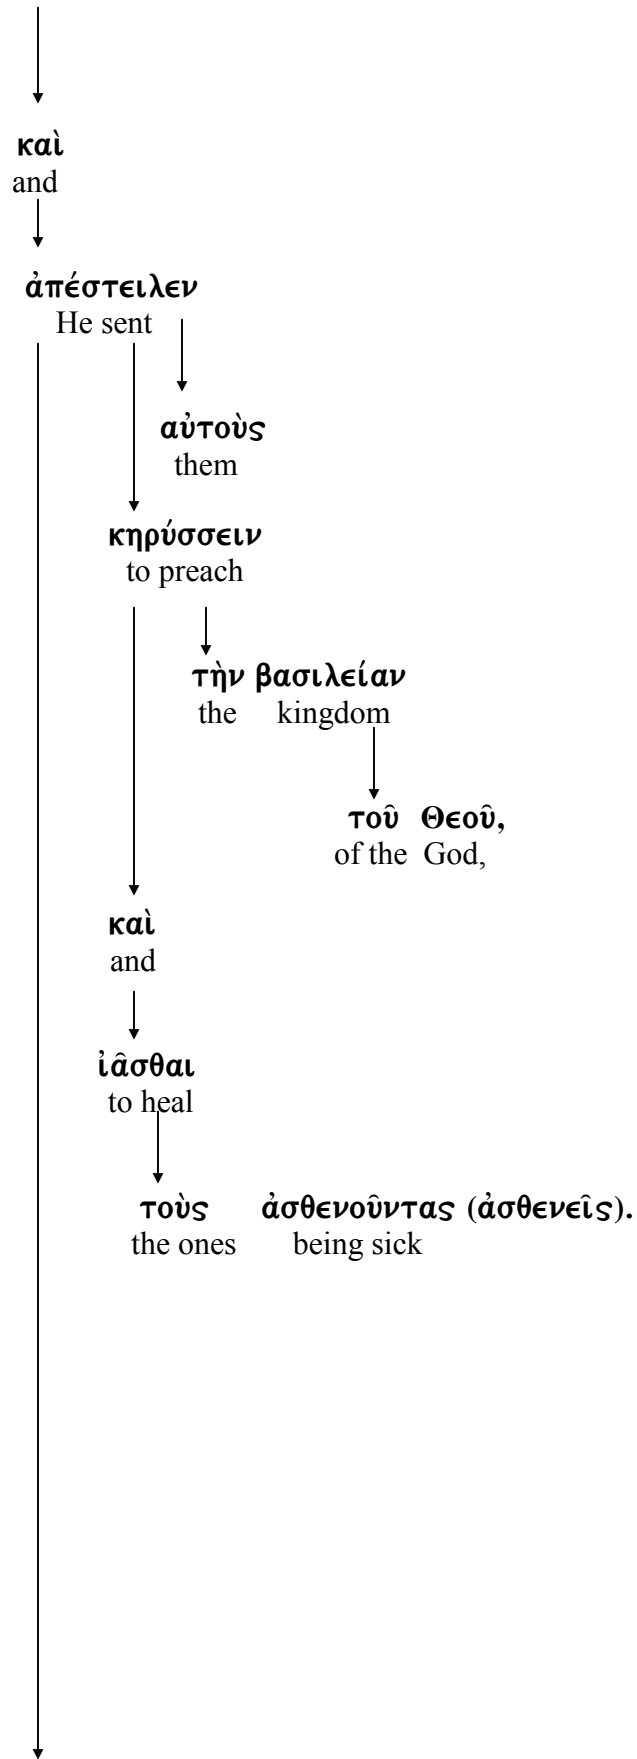 καὶ
and
ἀπέστειλεν
He sent
αὐτοὺς
them
κηρύσσειν
to preach
τὴν βασιλείαν
the kingdom
τοῦ Θεοῦ,
of the God,
καὶ
and
ἰᾶσθαι
to heal
τοὺς ἀσθενοῦντας (ἀσθενεῖς).
the ones being sick